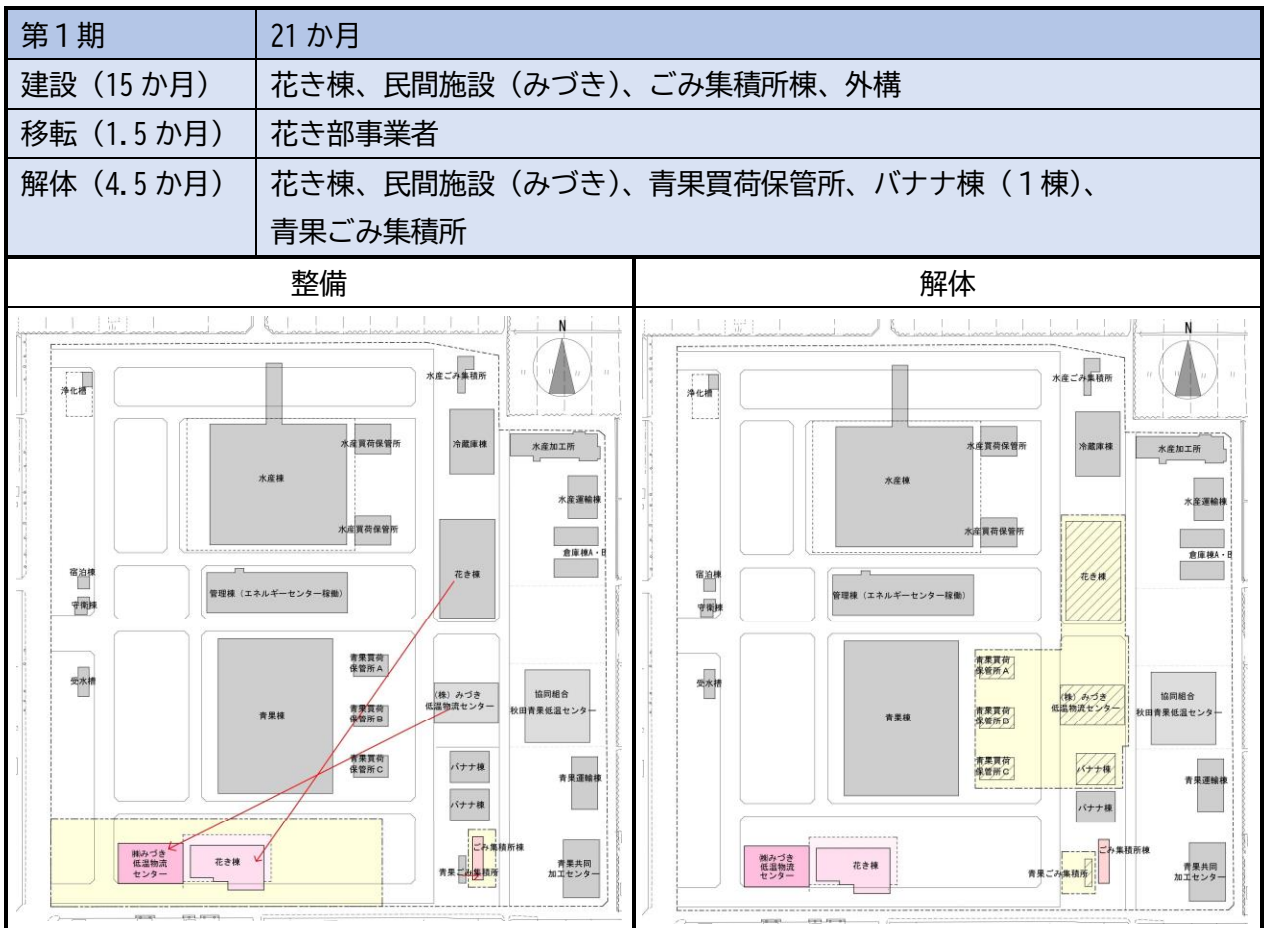 第１期
21 か月
建設（15 か月）
花き棟、民間施設（みづき）、ごみ集積所棟、外構
移転（1.5 か月）
花き部事業者
解体（4.5 か月）
花き棟、民間施設（みづき）、青果買荷保管所、バナナ棟（１棟）、
青果ごみ集積所
整備
解体
N
水産ごみ集積所
浄化槽
水産買荷保管所
冷蔵庫棟
水産加工所
水産棟
水産運輸棟
水産買荷保管所
倉庫棟A・B
宿泊棟
花き棟
管理棟（エネルギーセンター稼働）
守衛棟
青果買荷
保管所A
受水槽
（株）みづき
低温物流センター
協同組合
秋田青果低温センター
青果棟
青果買荷
保管所B
青果買荷
保管所C
バナナ棟
青果運輸棟
バナナ棟
㈱みづき
低温物流
センター
花き棟
ごみ集積所棟
青果ごみ集積所
青果共同
加工センター
N
水産ごみ集積所
浄化槽
水産買荷保管所
冷蔵庫棟
水産加工所
水産棟
水産運輸棟
水産買荷保管所
倉庫棟A・B
宿泊棟
花き棟
管理棟（エネルギーセンター稼働）
守衛棟
青果買荷
保管所A
受水槽
（株）みづき
低温物流センター
協同組合
秋田青果低温センター
青果棟
青果買荷
保管所B
青果買荷
保管所C
バナナ棟
青果運輸棟
バナナ棟
㈱みづき
低温物流
センター
花き棟
ごみ集積所棟
青果ごみ集積所
青果共同
加工センター